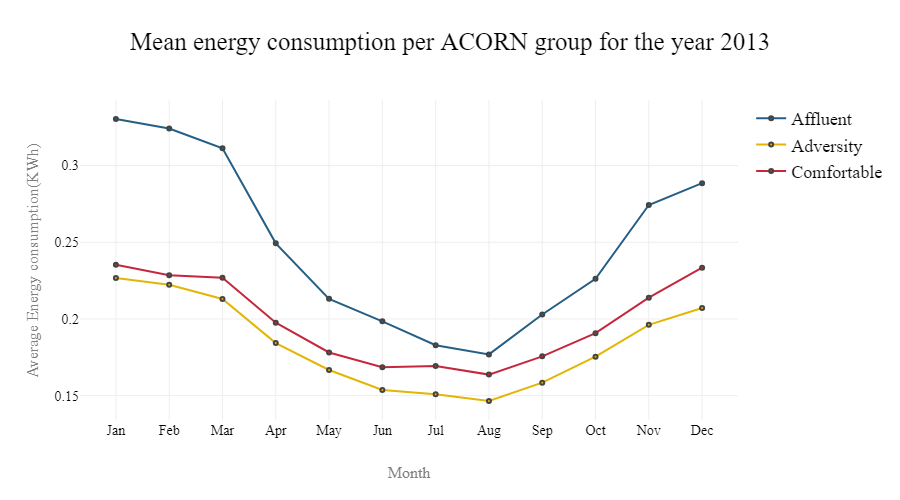 Mean energy consumption per ACORN group for the year 2013
Affluent
Adversity
Comfortable
Average Energy consumption(KWh)
0.3
0.25
0.2
0.15
Jan Feb Mar Apr May Jun Jul Aug Sep Oct Nov Dec
Month